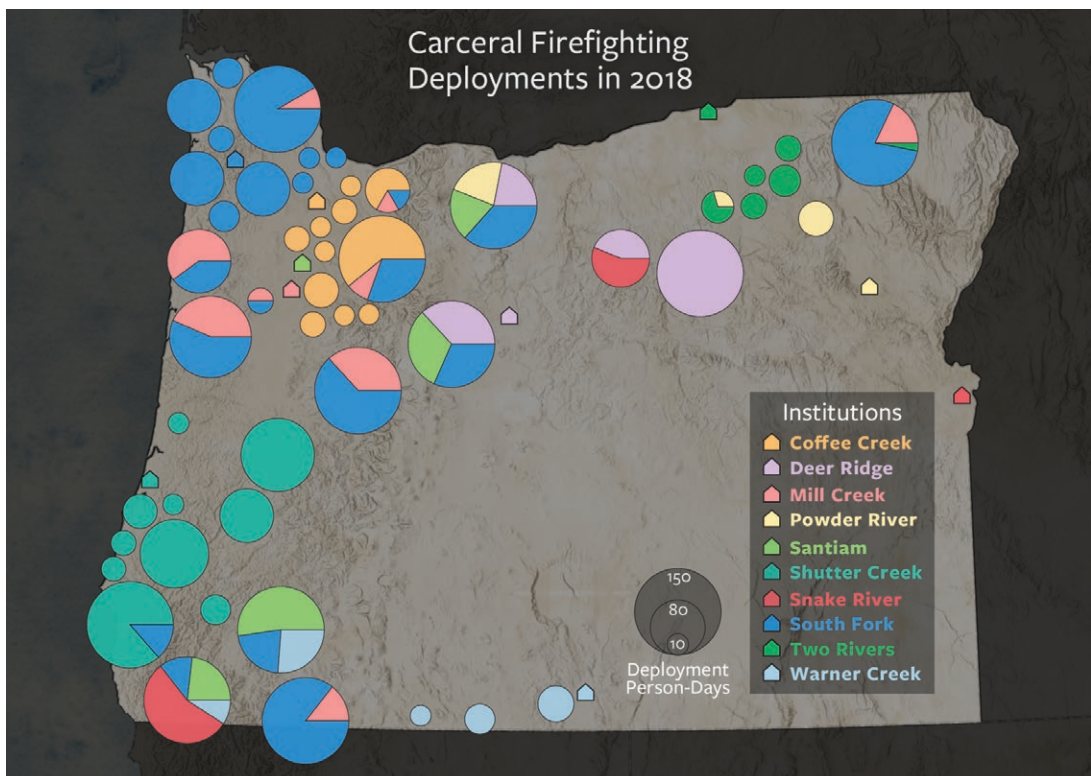 Carceral Firefighting
Deployments in 2018
Institutions
Coffee Creek
Deer Ridge
Mill Creek
Powder River
Santiam
Shutter Creek
Snake River
South Fork
Two Rivers
Warner Creek
150
80
10
Deployment
Person-Days